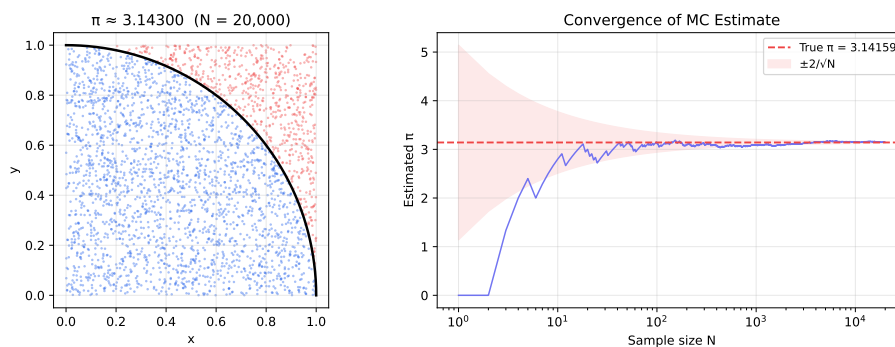 π ≈ 3.14300 (N = 20,000)
1.0
0.8
0.6
0.4
0.2
0.0
y
0.0 0.2 0.4 0.6 0.8 1.0
x
Convergence of MC Estimate
True π = 3.14159
±2/√N
5
4
3
2
1
0
Estimated π
10⁰ 10¹ 10² 10³ 10⁴
Sample size N